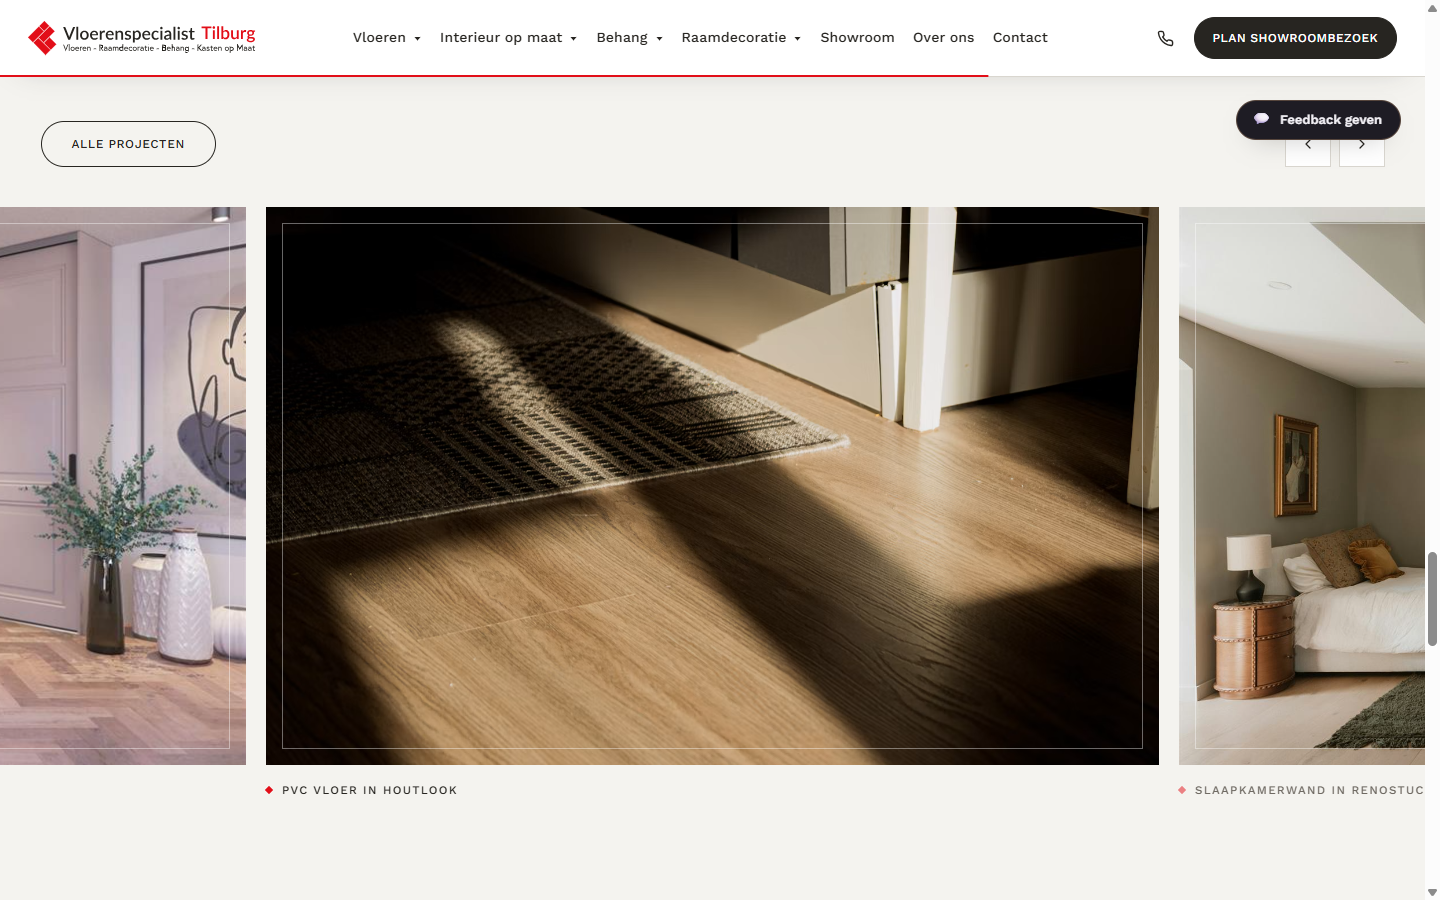 Vloerenspecialist Tilburg
Vloeren - Raamdecoratie - Behang - Kasten op Maat
Vloeren
Interieur op maat
Behang
Raamdecoratie
Showroom
Over ons
Contact
PLAN SHOWROOMBEZOEK
Feedback geven
ALLE PROJECTEN
PVC VLOER IN HOUTLOOK
SLAAPKAMERWAND IN RENOSTUC